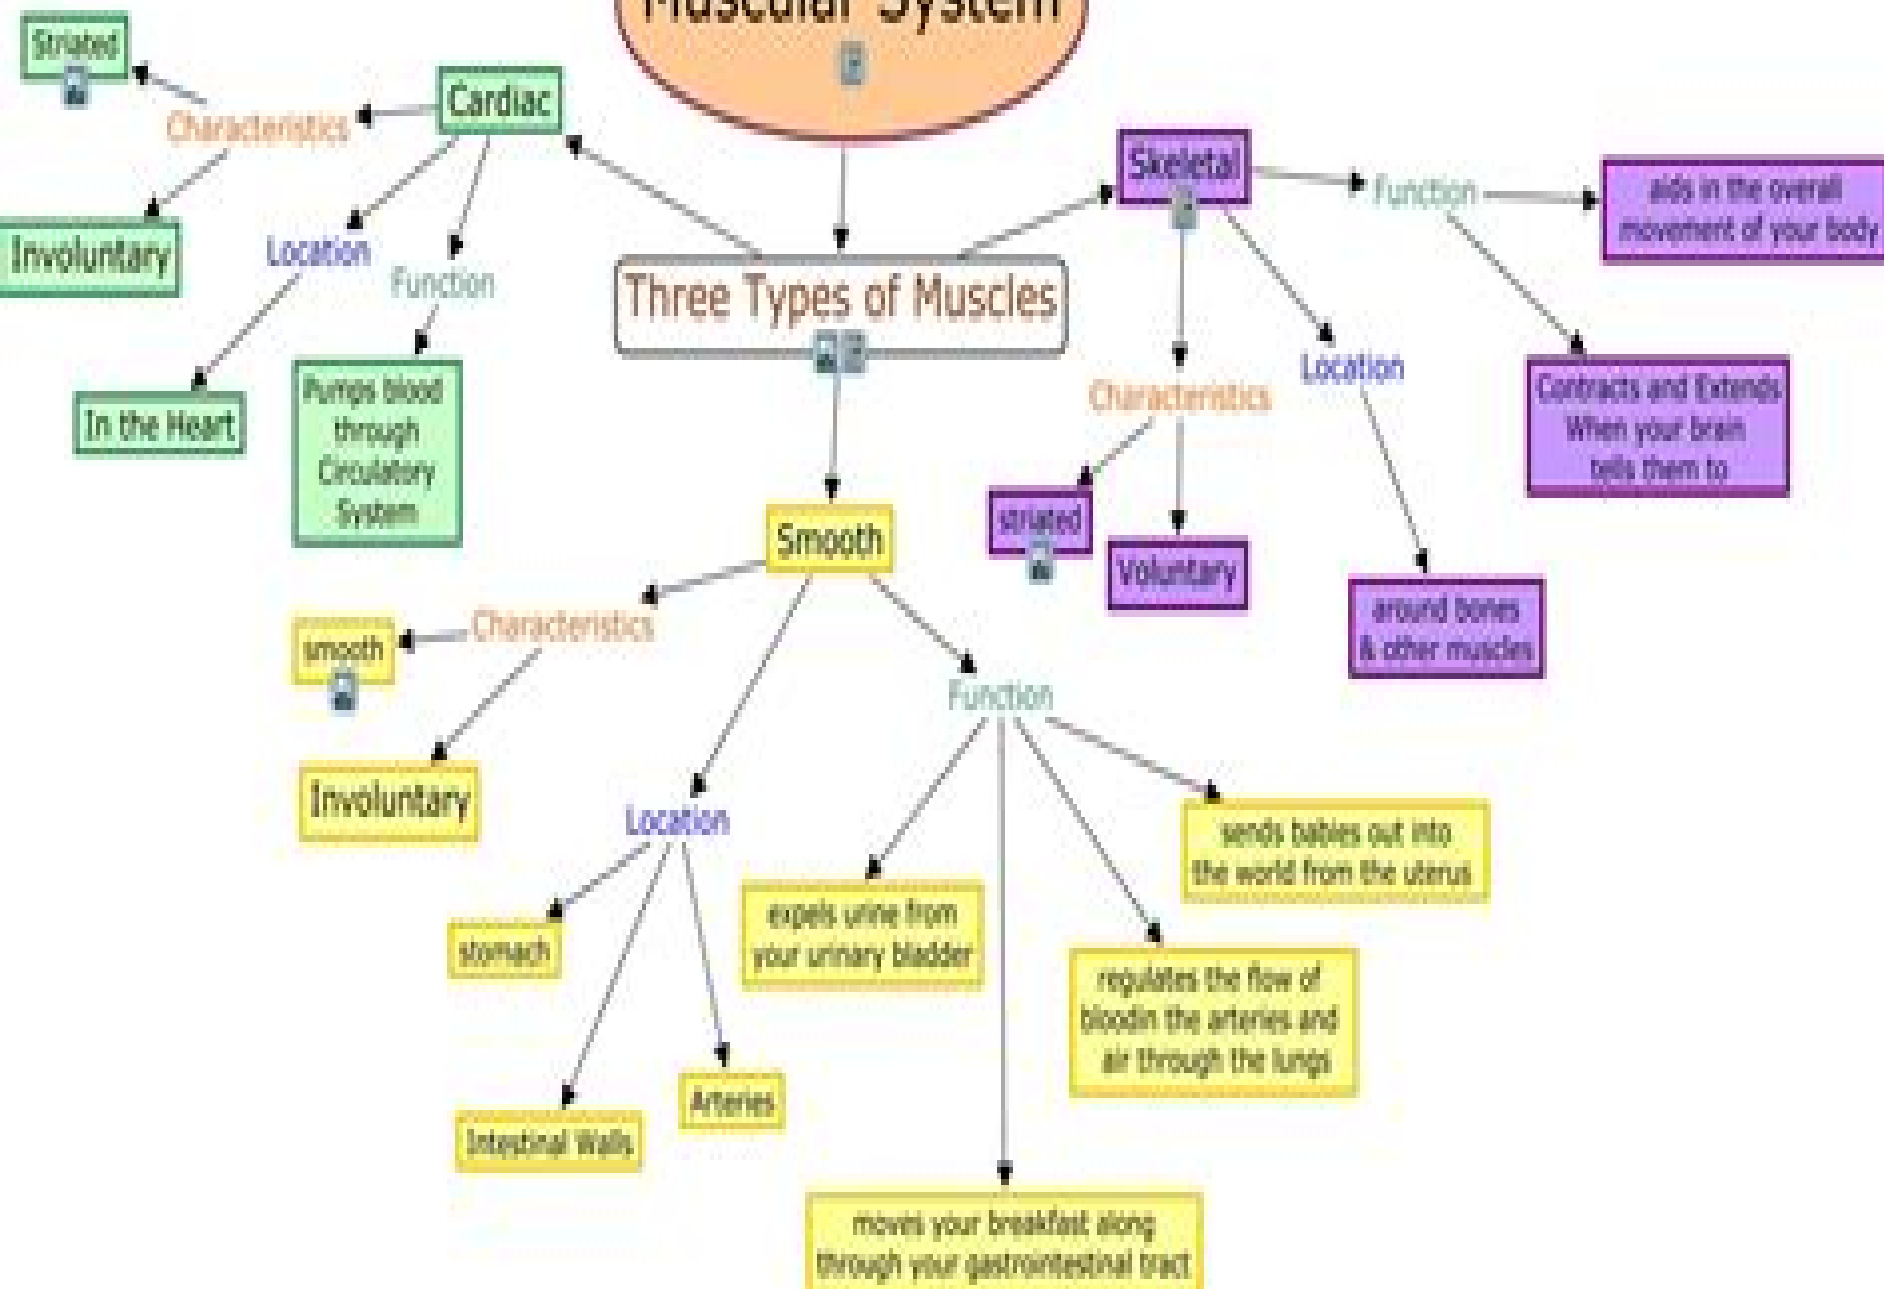 Muscular System
Striated
Cardiac
Characteristics
Involuntary
Location
Function
In the Heart
Pumps blood
through
Circulatory
System
Three Types of Muscles
Skeletal
Function
aids in the overall
movement of your body
Contracts and Extends
When your brain
tells them to
Location
Characteristics
striated
Voluntary
around bones
& other muscles
Smooth
Characteristics
smooth
Involuntary
Location
stomach
Intestinal Walls
Arteries
Function
expels urine from
your urinary bladder
sends babies out into
the world from the uterus
regulates the flow of
bloodin the arteries and
air through the lungs
moves your breakfast along
through your gastrointestinal tract